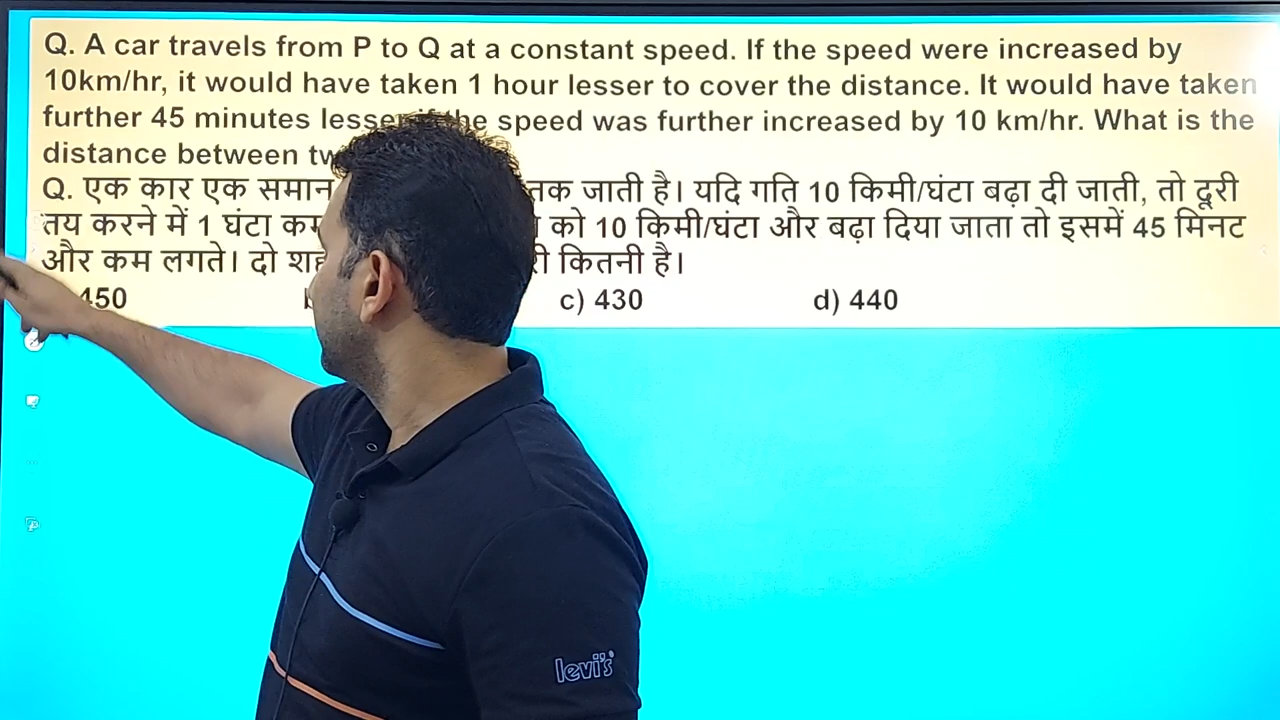 Q. A car travels from P to Q at a constant speed. If the speed were increased by
10km/hr, it would have taken 1 hour lesser to cover the distance. It would have taken
further 45 minutes lesser if the speed was further increased by 10 km/hr. What is the
distance between
Q. एक कार एक समान तक जाती है। यदि गति 10 किमी/घंटा बढ़ा दी जाती, तो दूरी
तय करने में 1 घंटा को 10 किमी/घंटा और बढ़ा दिया जाता तो इसमें 45 मिनट
और कम लगते। दो कितनी है।
450 c) 430 d) 440
levi's